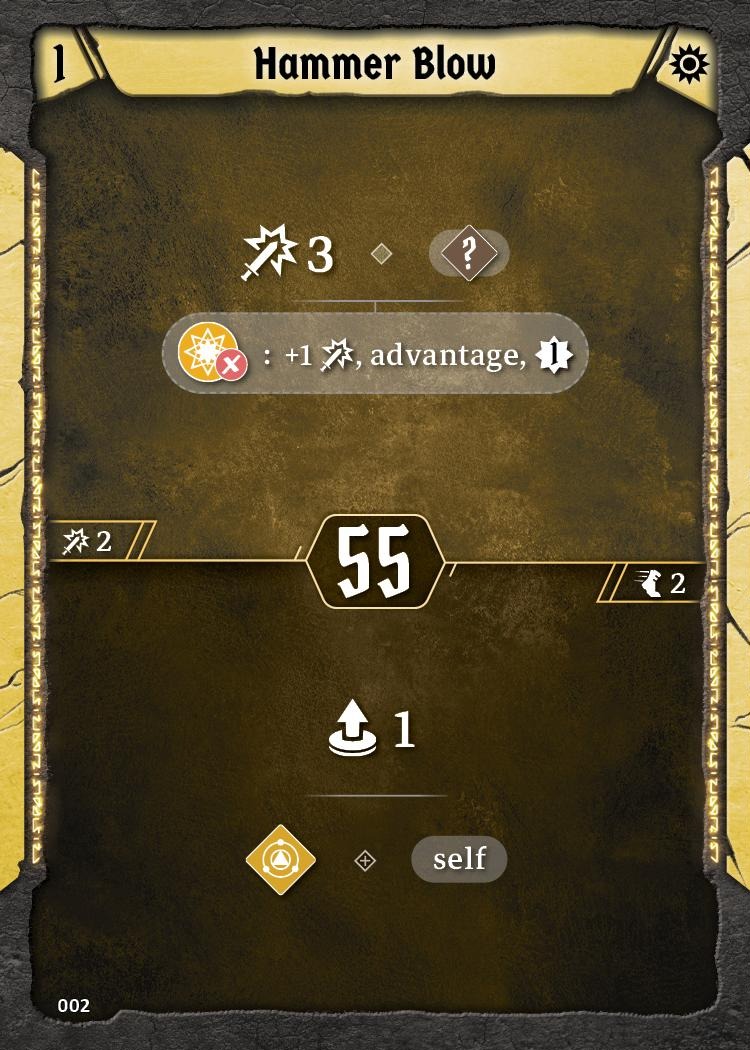 1 Hammer Blow
3 ?
: +1 , advantage, 1
2
55
2
1
self
002